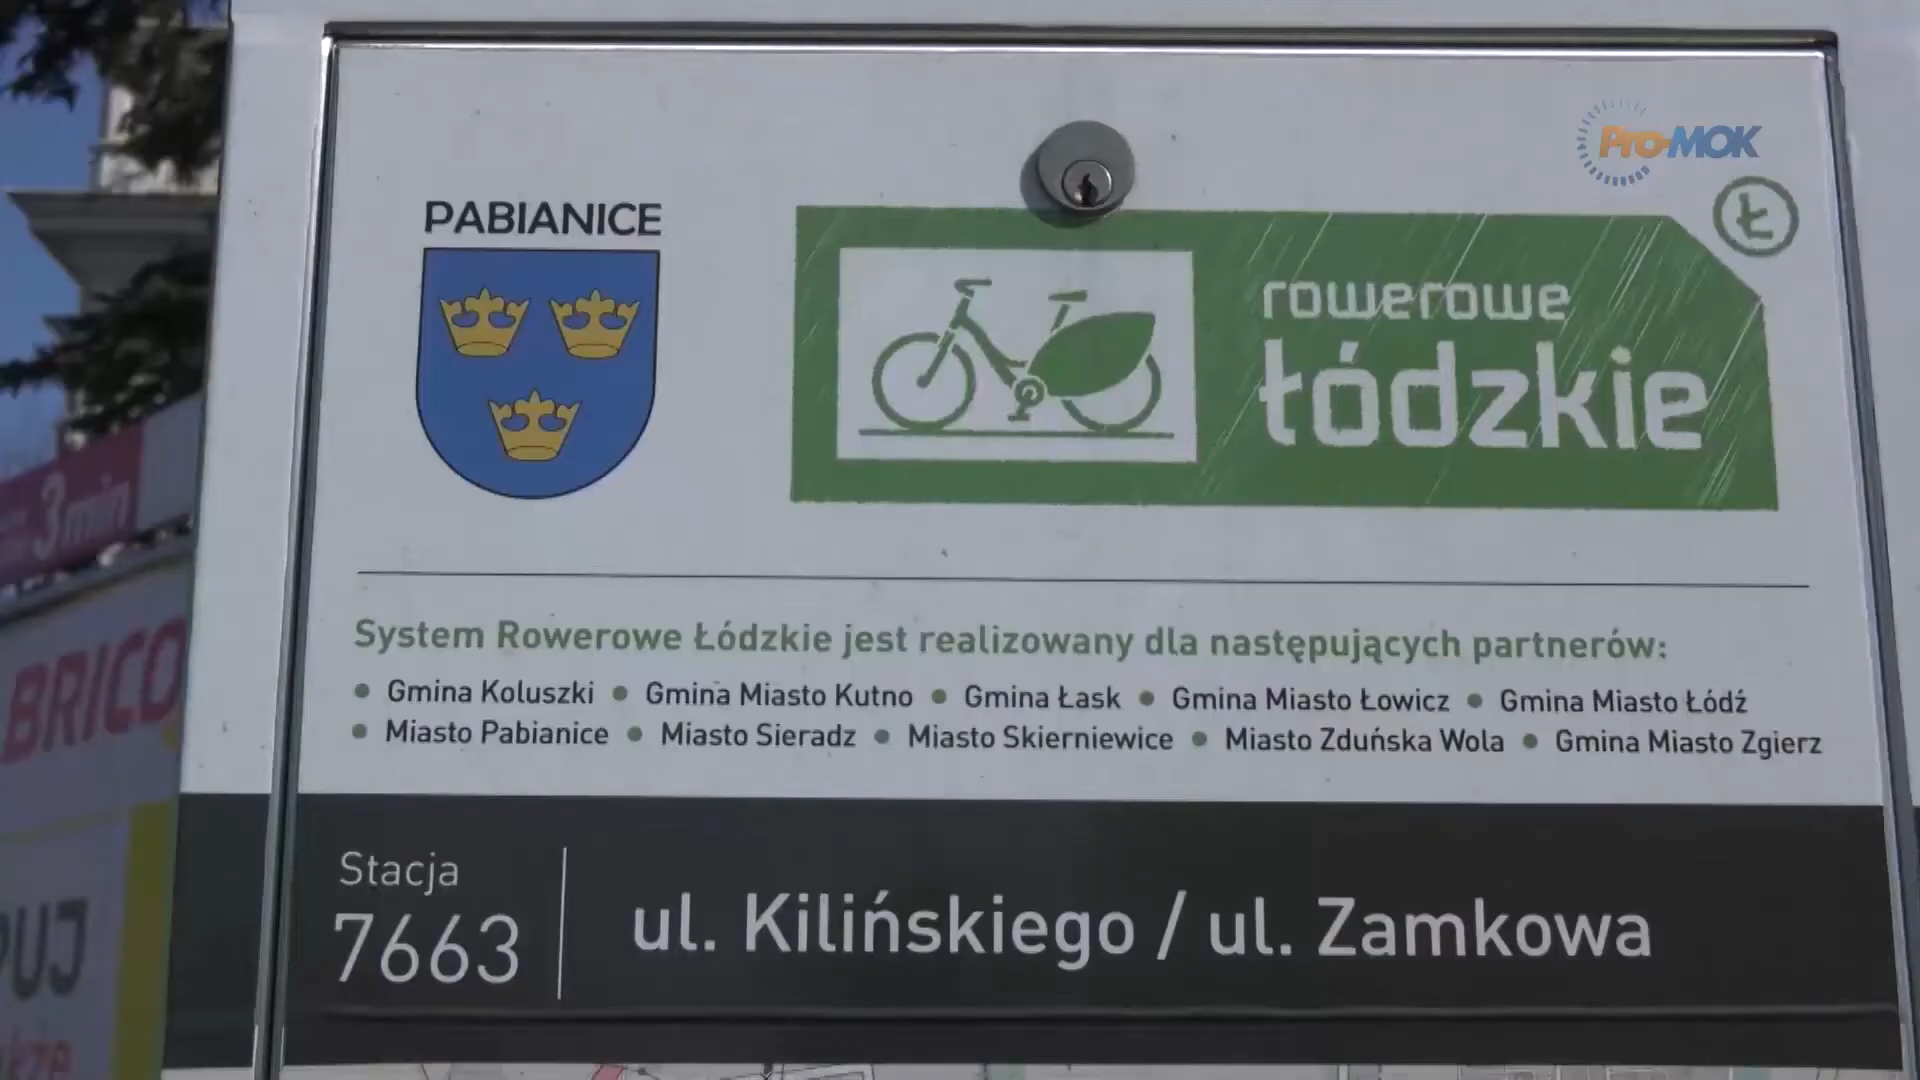 Pro-MOK
PABIANICE
Ł
rowerowe
łódzkie
3 min
BRICO
System Rowerowe Łódzkie jest realizowany dla następujących partnerów:
• Gmina Koluszki • Gmina Miasto Kutno • Gmina Łask • Gmina Miasto Łowicz • Gmina Miasto Łódź
• Miasto Pabianice • Miasto Sieradz • Miasto Skierniewice • Miasto Zduńska Wola • Gmina Miasto Zgierz
Stacja
7663
ul. Kilińskiego / ul. Zamkowa